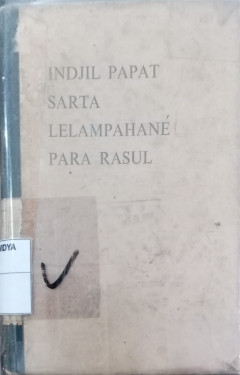 INDJIL PAPAT
SARTA
LELAMPAHANÉ
PARA RASUL